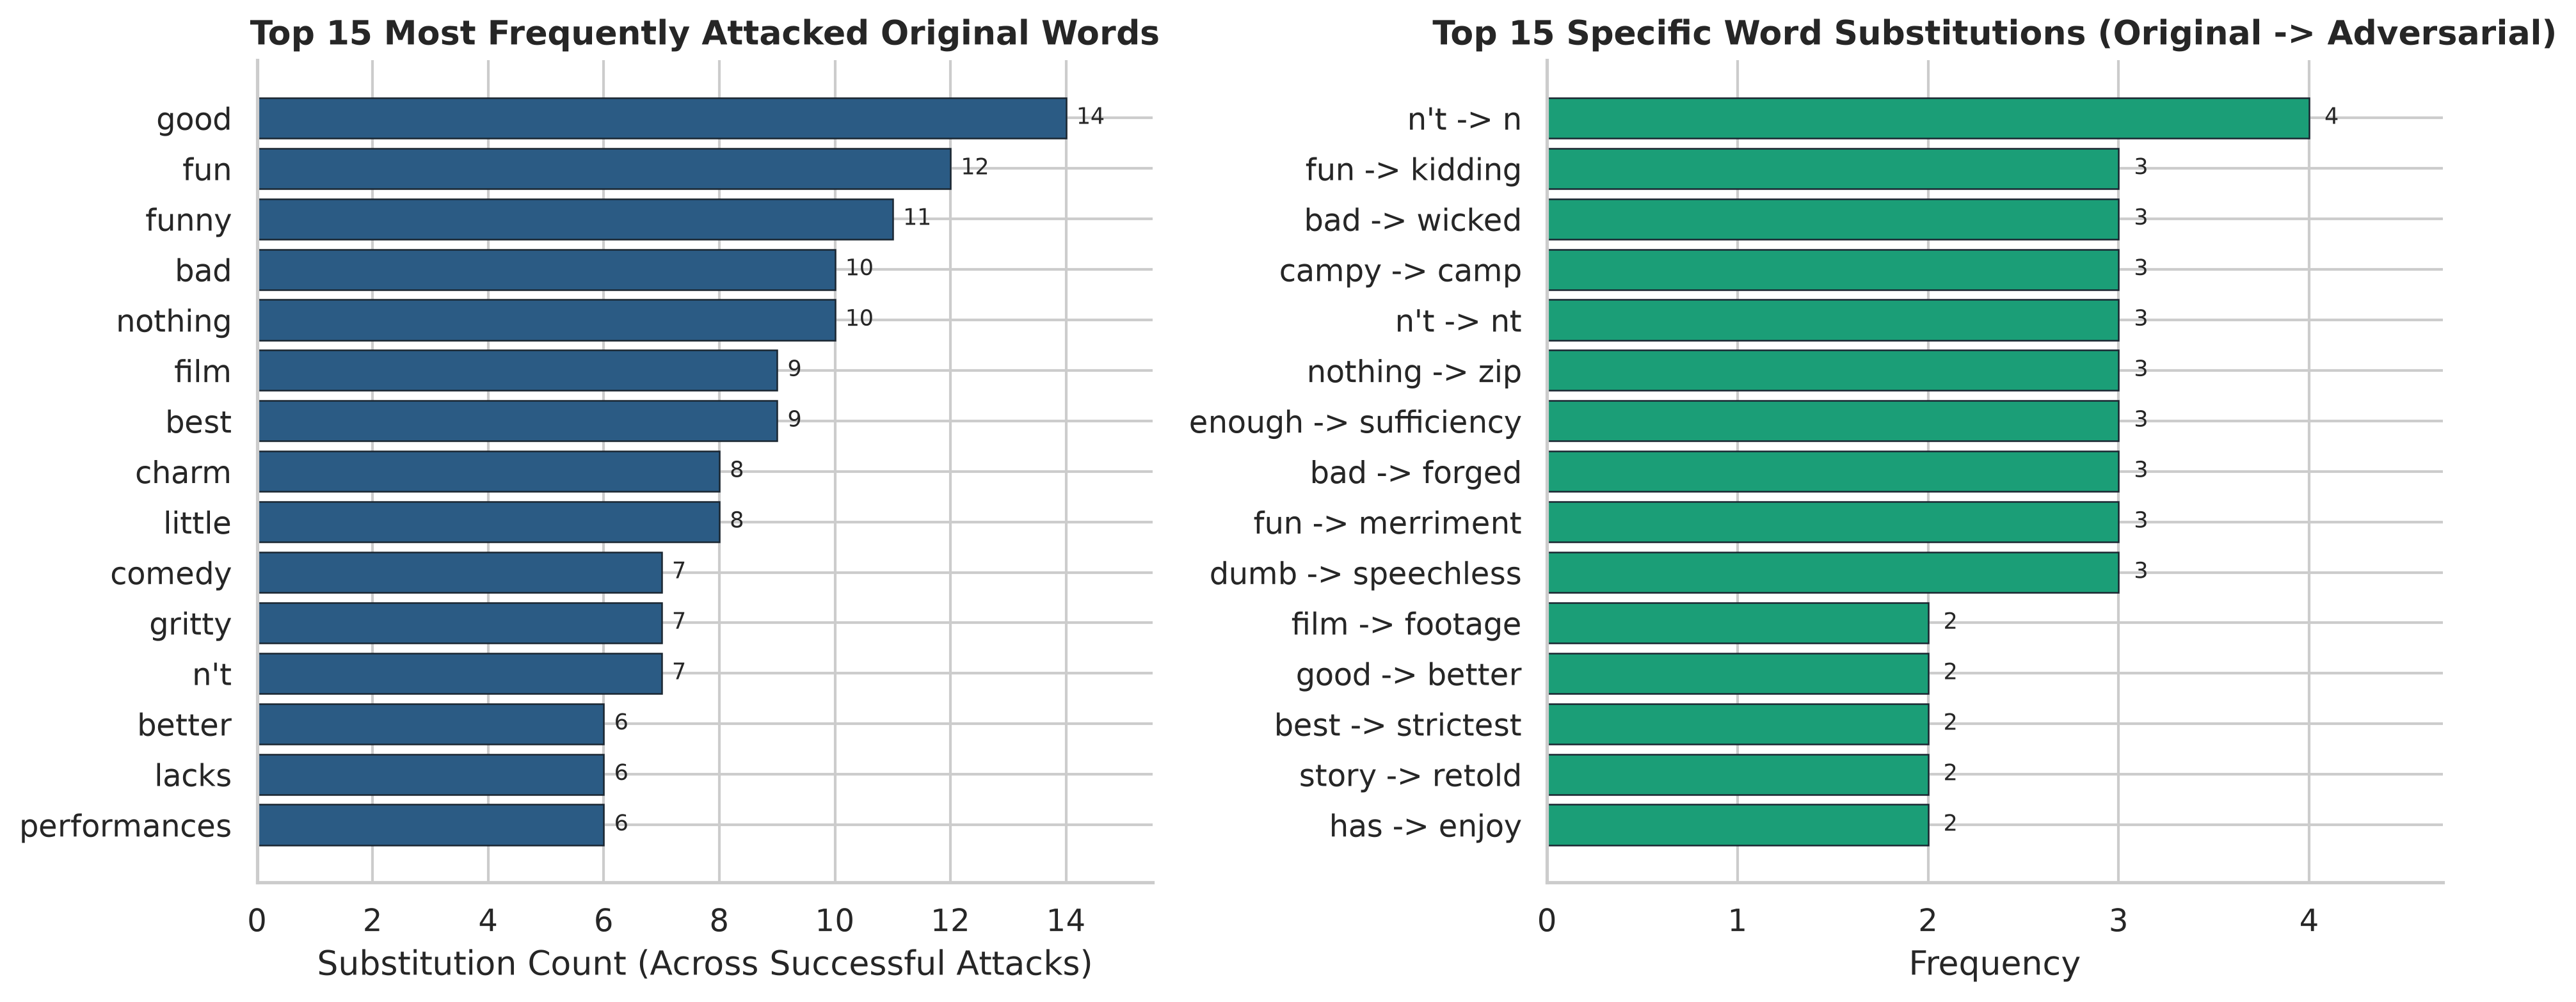 Top 15 Most Frequently Attacked Original Words
good 14
fun 12
funny 11
bad 10
nothing 10
film 9
best 9
charm 8
little 8
comedy 7
gritty 7
n't 7
better 6
lacks 6
performances 6
0 2 4 6 8 10 12 14
Substitution Count (Across Successful Attacks)
Top 15 Specific Word Substitutions (Original -> Adversarial)
n't -> n 4
fun -> kidding 3
bad -> wicked 3
campy -> camp 3
n't -> nt 3
nothing -> zip 3
enough -> sufficiency 3
bad -> forged 3
fun -> merriment 3
dumb -> speechless 3
film -> footage 2
good -> better 2
best -> strictest 2
story -> retold 2
has -> enjoy 2
0 1 2 3 4
Frequency